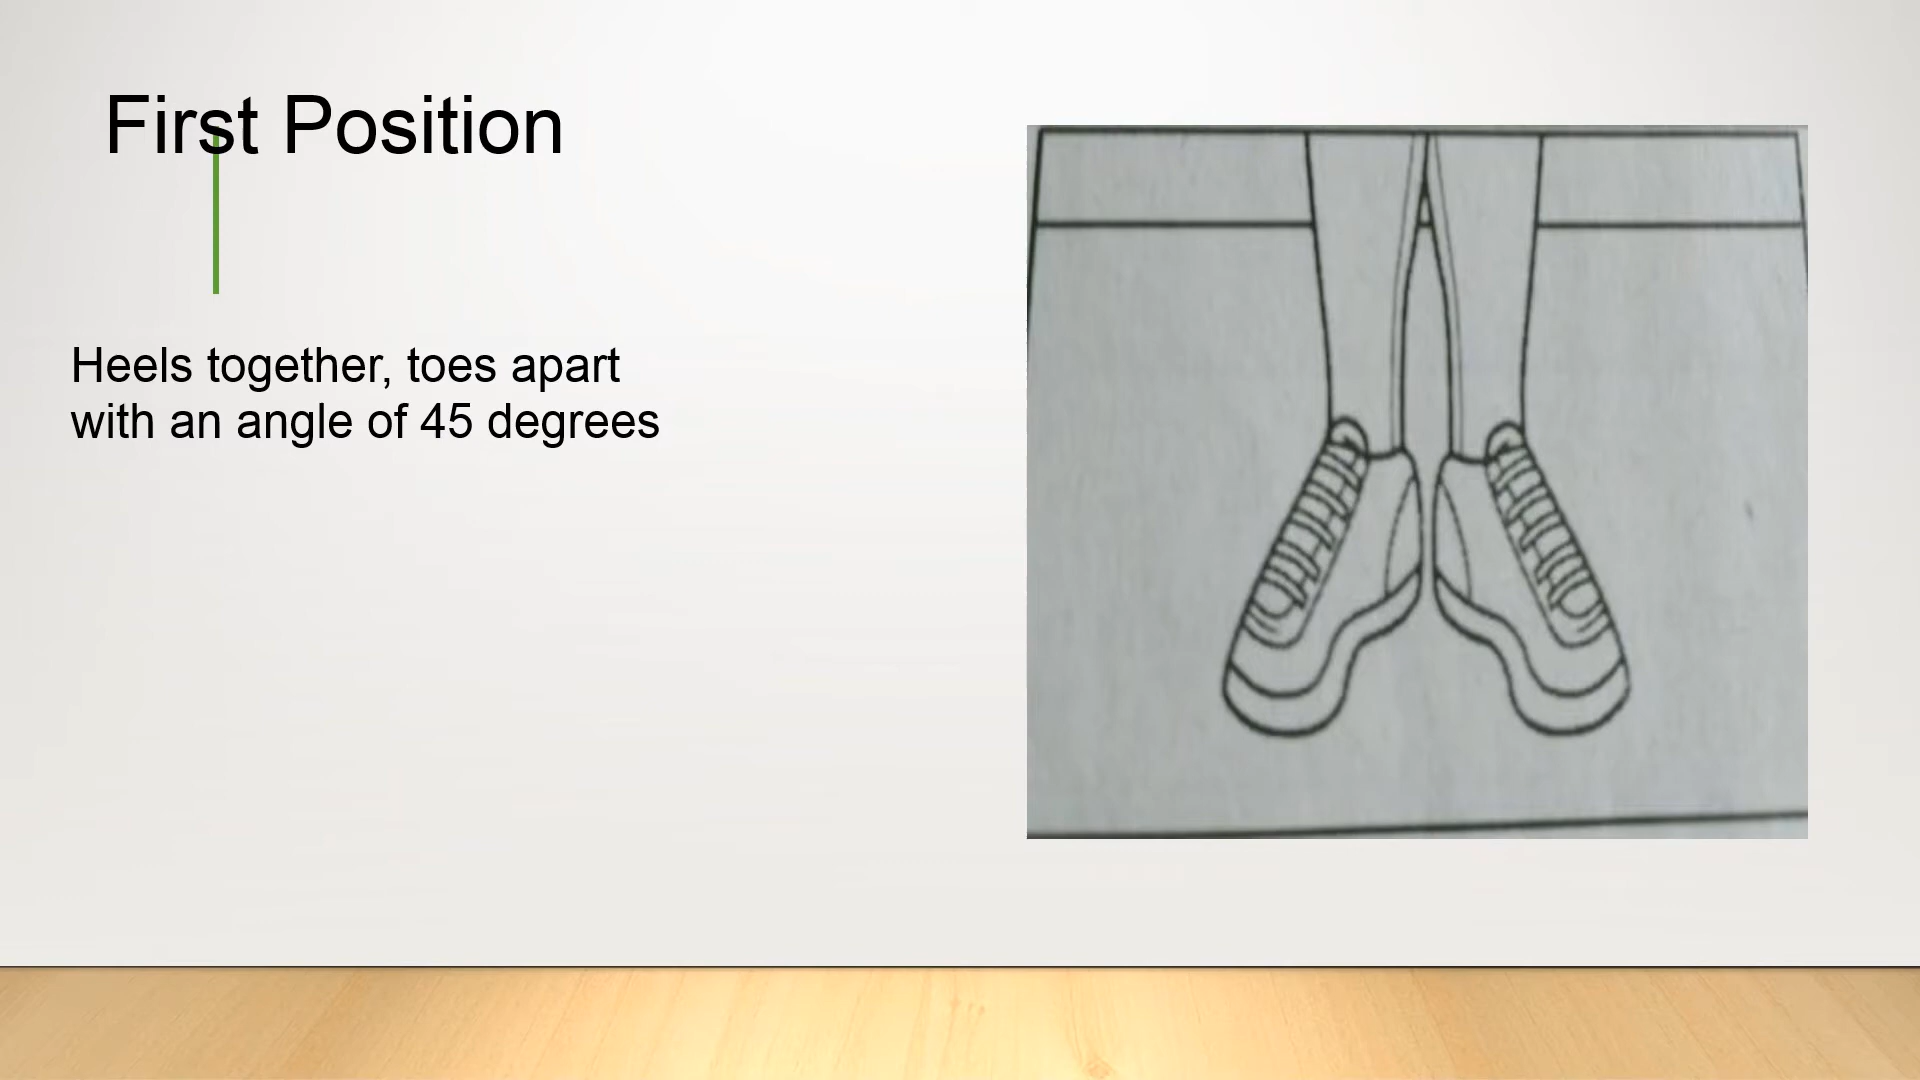 First Position
Heels together, toes apart
with an angle of 45 degrees